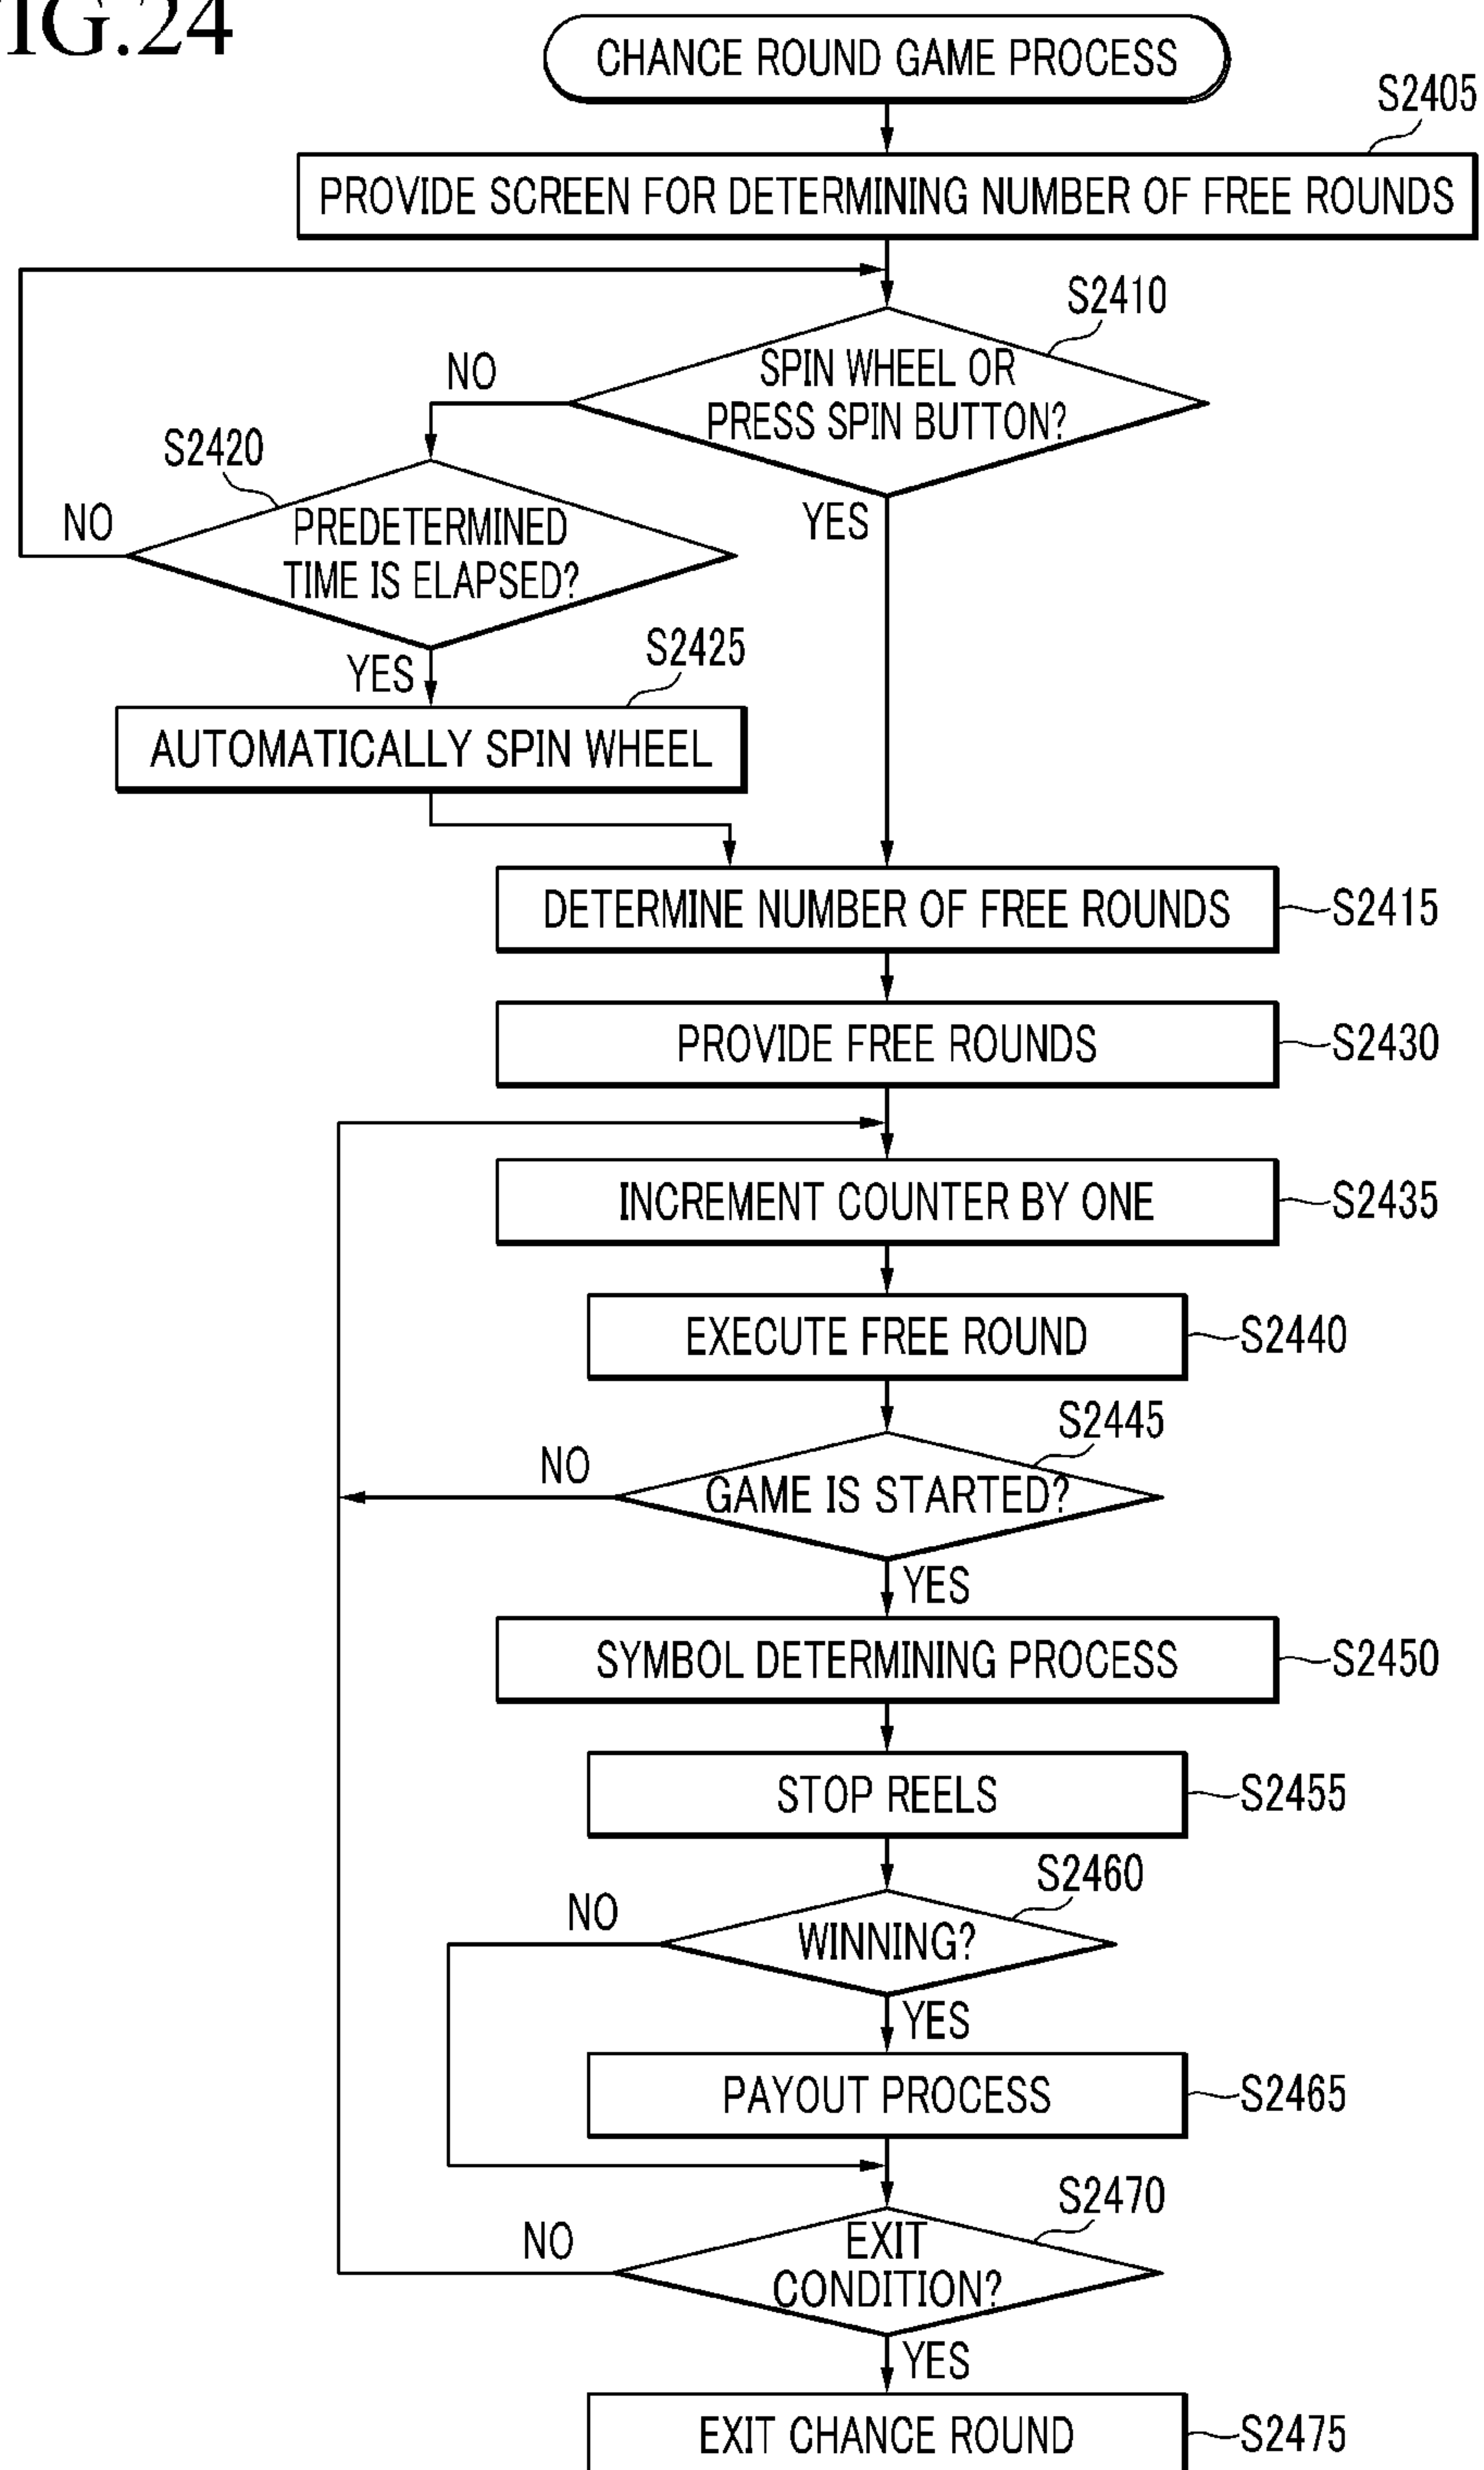 FIG.24
CHANCE ROUND GAME PROCESS
S2405
PROVIDE SCREEN FOR DETERMINING NUMBER OF FREE ROUNDS
S2410
SPIN WHEEL OR
PRESS SPIN BUTTON?
NO
YES
S2420
PREDETERMINED
TIME IS ELAPSED?
NO
YES
S2425
AUTOMATICALLY SPIN WHEEL
DETERMINE NUMBER OF FREE ROUNDS
S2415
PROVIDE FREE ROUNDS
S2430
INCREMENT COUNTER BY ONE
S2435
EXECUTE FREE ROUND
S2440
S2445
GAME IS STARTED?
NO
YES
SYMBOL DETERMINING PROCESS
S2450
STOP REELS
S2455
S2460
WINNING?
NO
YES
PAYOUT PROCESS
S2465
S2470
EXIT
CONDITION?
NO
YES
EXIT CHANCE ROUND
S2475